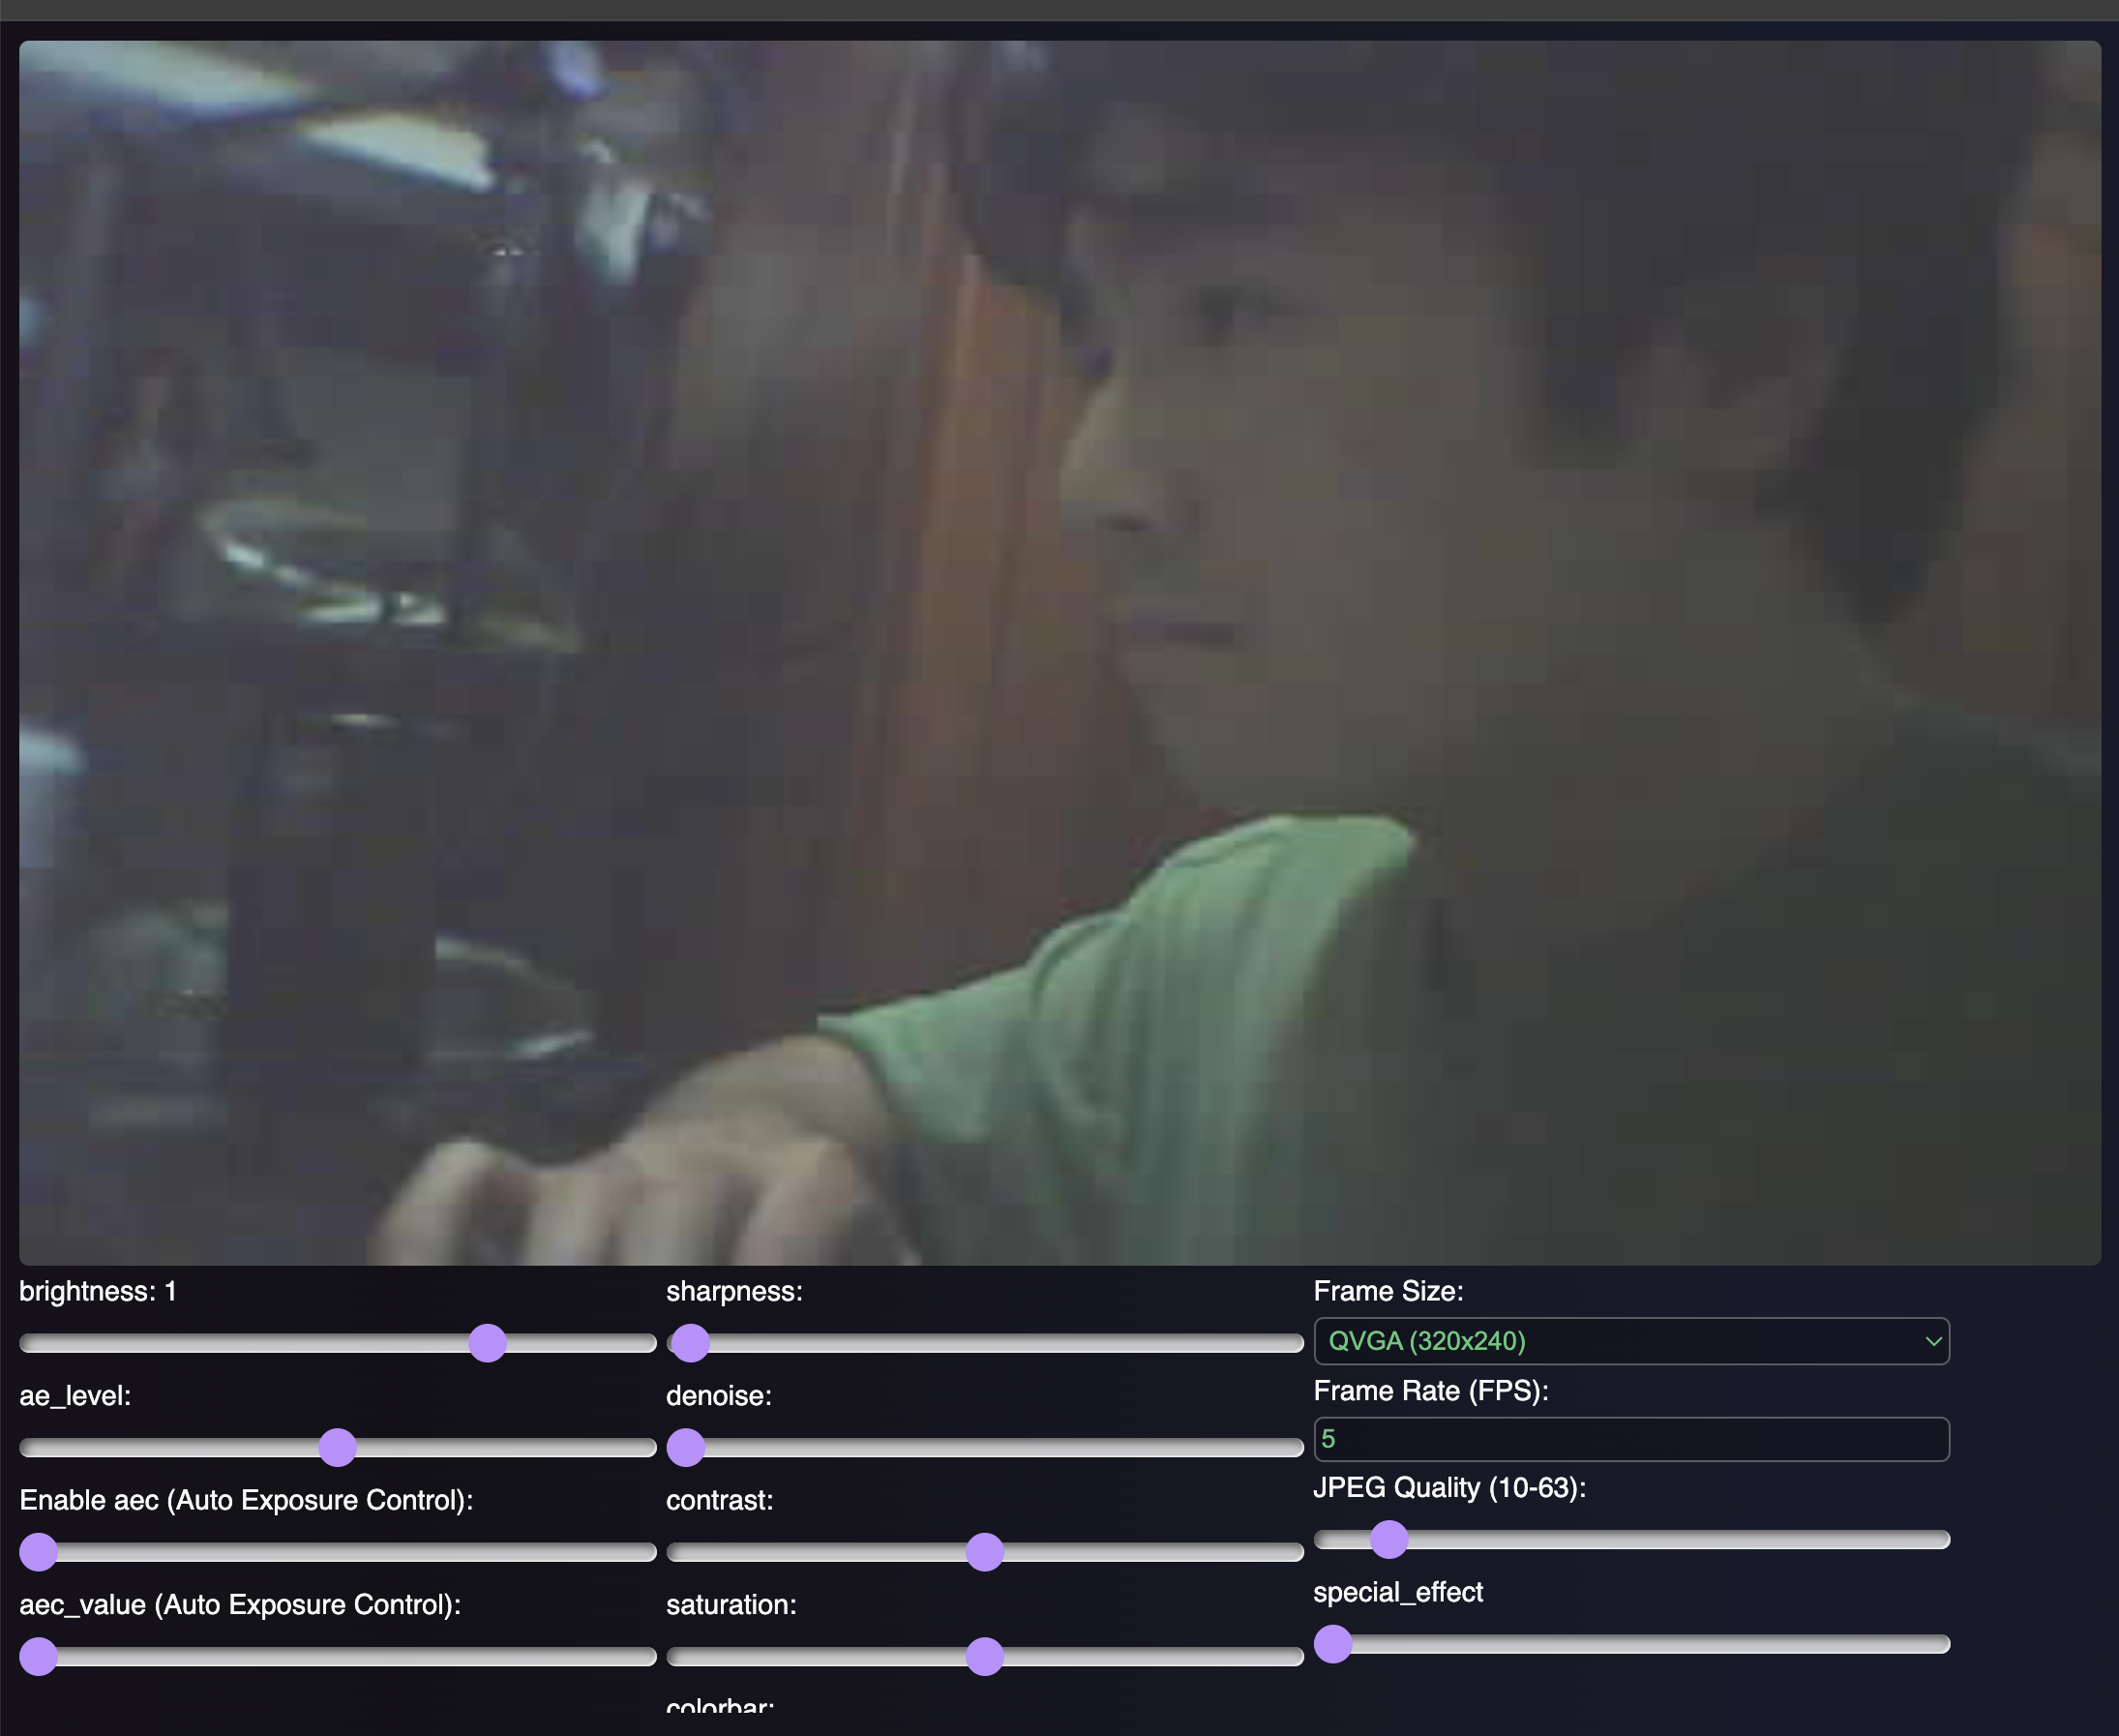 brightness: 1
ae_level:
Enable aec (Auto Exposure Control):
aec_value (Auto Exposure Control):
sharpness:
denoise:
contrast:
saturation:
colorbar:
Frame Size:
QVGA (320x240)
Frame Rate (FPS):
5
JPEG Quality (10-63):
special_effect